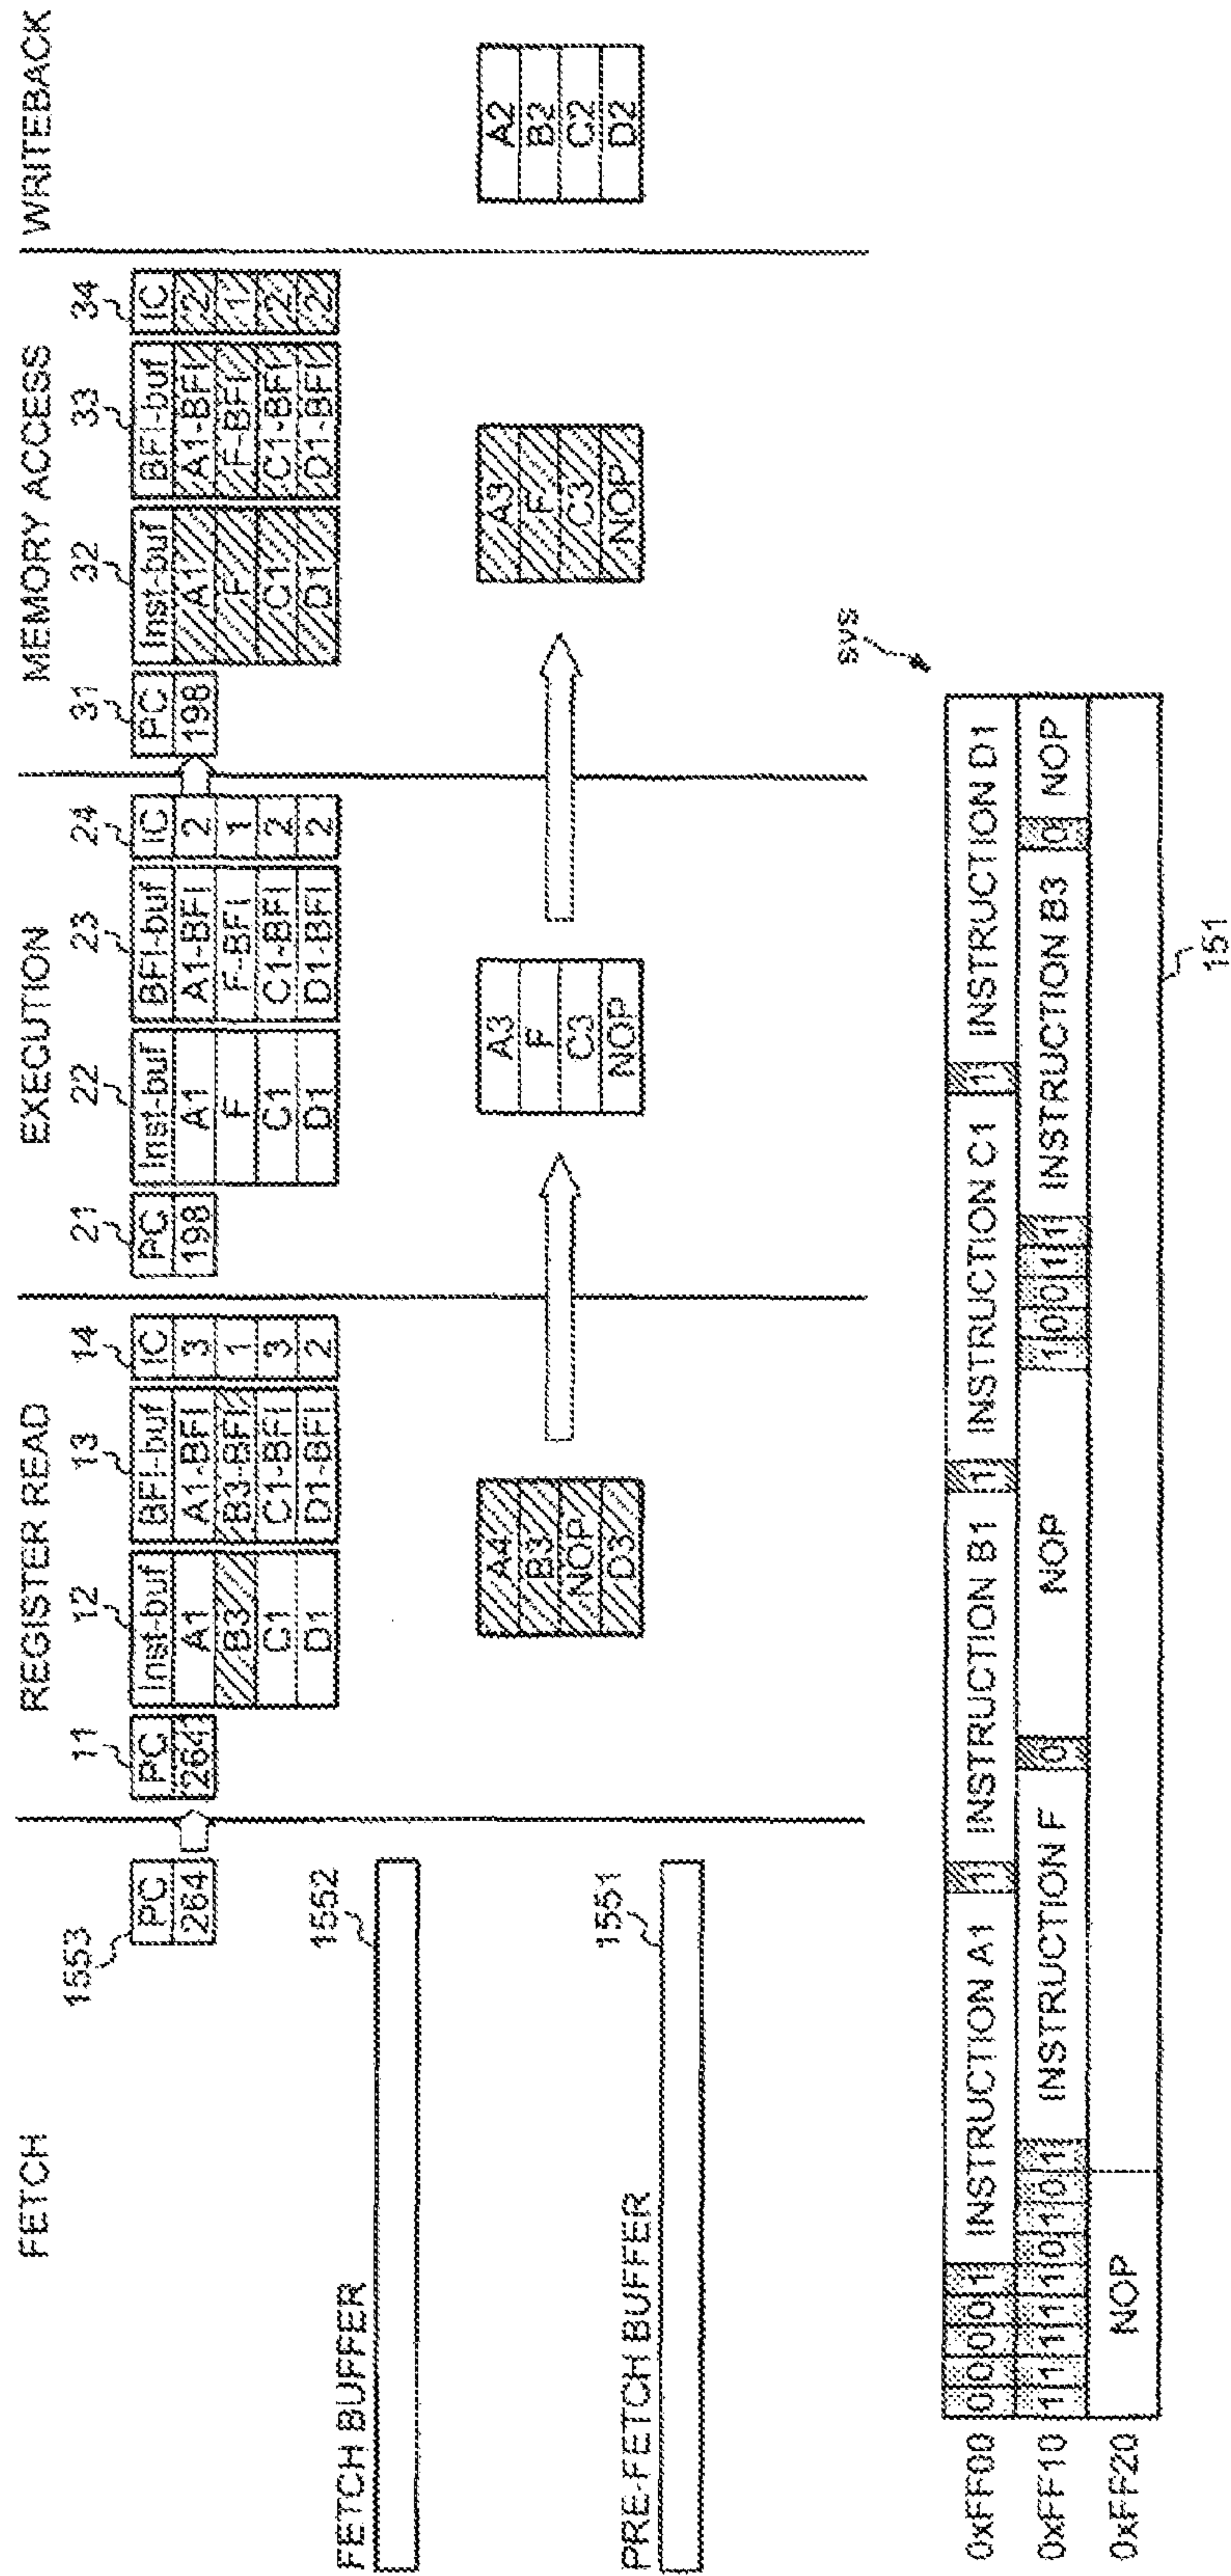 FETCH REGISTER READ EXECUTION MEMORY ACCESS WRITEBACK
1553 11 12 13 14 21 22 23 24 31 32 33 34
PC PC Inst-buf BFI-buf IC PC Inst-buf BFI-buf IC PC Inst-buf BFI-buf IC
264 264 A1 A1-BFI 3 198 A1 A1-BFI 2 198 A1 A1-BFI 2
B3 B3-BFI 1 F F-BFI 1 F F-BFI 1
C1 C1-BFI 3 C1 C1-BFI 2 C1 C1-BFI 2
D1 D1-BFI 2 D1 D1-BFI 2 D1 D1-BFI 2
FETCH BUFFER 1552
A4 A3 A3 A2
B3 F F B2
NOP C3 C3 C2
D3 NOP NOP D2
PRE-FETCH BUFFER 1551
SVS
0xFF00 0 0 0 0 1 INSTRUCTION A1 1 INSTRUCTION B1 1 INSTRUCTION C1 1 INSTRUCTION D1
0xFF10 1 1 1 1 0 1 0 1 INSTRUCTION F 0 NOP 1 0 0 1 1 INSTRUCTION B3 0 NOP
0xFF20 NOP
151